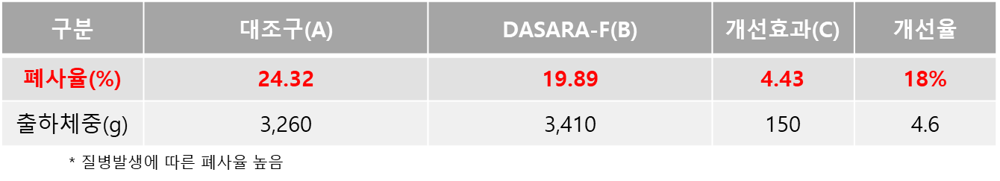 구분 대조구(A) DASARA-F(B) 개선효과(C) 개선율
폐사율(%) 24.32 19.89 4.43 18%
출하체중(g) 3,260 3,410 150 4.6
* 질병발생에 따른 폐사율 높음